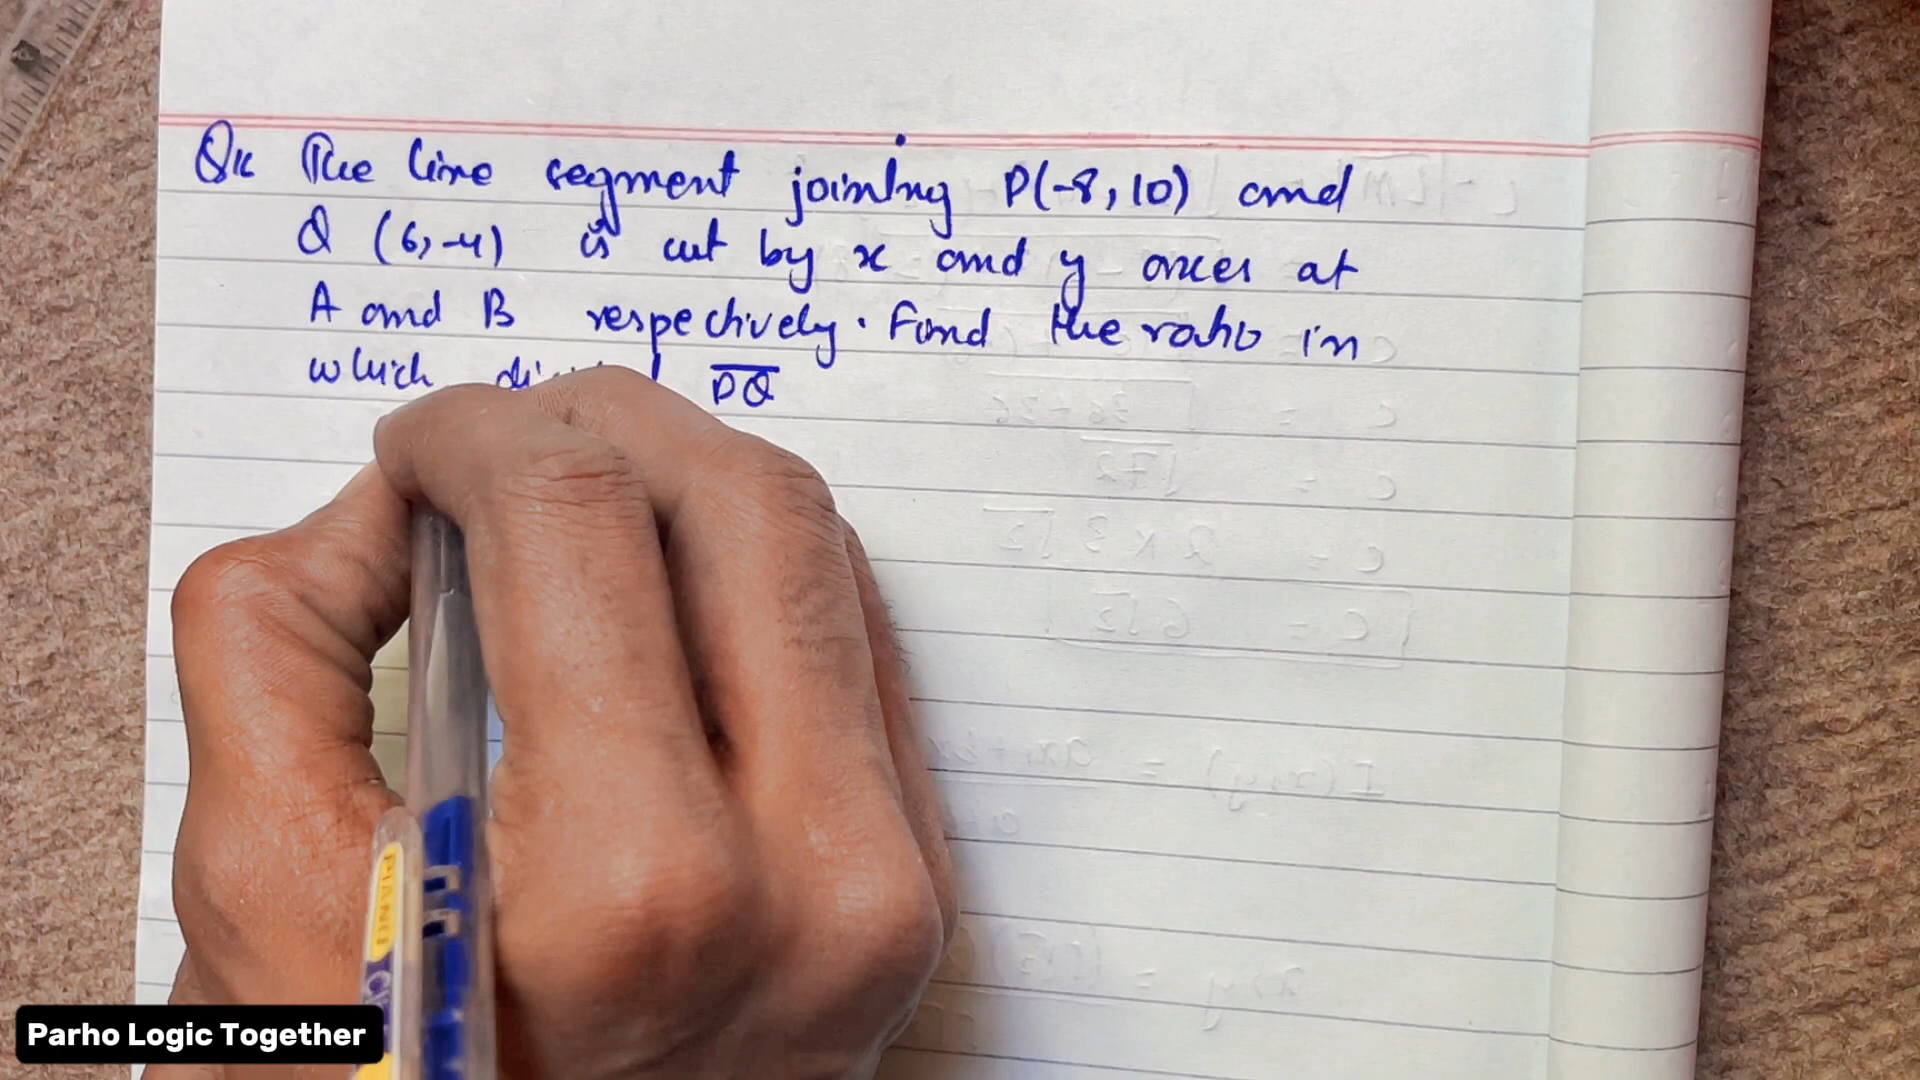 Q:- The line segment joining P(-8, 10) and
Q (6, -4) is cut by x and y axes at
A and B respectively. Find the ratio in
which PQ
PIANO
Parho Logic Together